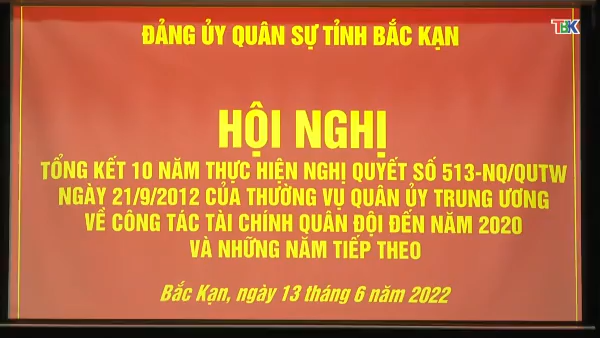 TBK
ĐẢNG ỦY QUÂN SỰ TỈNH BẮC KẠN
HỘI NGHỊ
TỔNG KẾT 10 NĂM THỰC HIỆN NGHỊ QUYẾT SỐ 513-NQ/QUTW
NGÀY 21/9/2012 CỦA THƯỜNG VỤ QUÂN ỦY TRUNG ƯƠNG
VỀ CÔNG TÁC TÀI CHÍNH QUÂN ĐỘI ĐẾN NĂM 2020
VÀ NHỮNG NĂM TIẾP THEO
Bắc Kạn, ngày 13 tháng 6 năm 2022